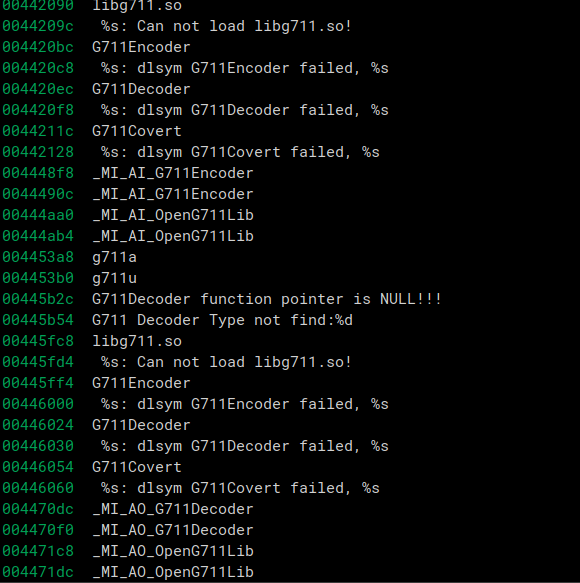 00442090 libg711.so
0044209c  %s: Can not load libg711.so!
004420bc G711Encoder
004420c8  %s: dlsym G711Encoder failed, %s
004420ec G711Decoder
004420f8  %s: dlsym G711Decoder failed, %s
0044211c G711Covert
00442128  %s: dlsym G711Covert failed, %s
004448f8 _MI_AI_G711Encoder
0044490c _MI_AI_G711Encoder
00444aa0 _MI_AI_OpenG711Lib
00444ab4 _MI_AI_OpenG711Lib
004453a8 g711a
004453b0 g711u
00445b2c G711Decoder function pointer is NULL!!!
00445b54 G711 Decoder Type not find:%d
00445fc8 libg711.so
00445fd4  %s: Can not load libg711.so!
00445ff4 G711Encoder
00446000  %s: dlsym G711Encoder failed, %s
00446024 G711Decoder
00446030  %s: dlsym G711Decoder failed, %s
00446054 G711Covert
00446060  %s: dlsym G711Covert failed, %s
004470dc _MI_AO_G711Decoder
004470f0 _MI_AO_G711Decoder
004471c8 _MI_AO_OpenG711Lib
004471dc _MI_AO_OpenG711Lib